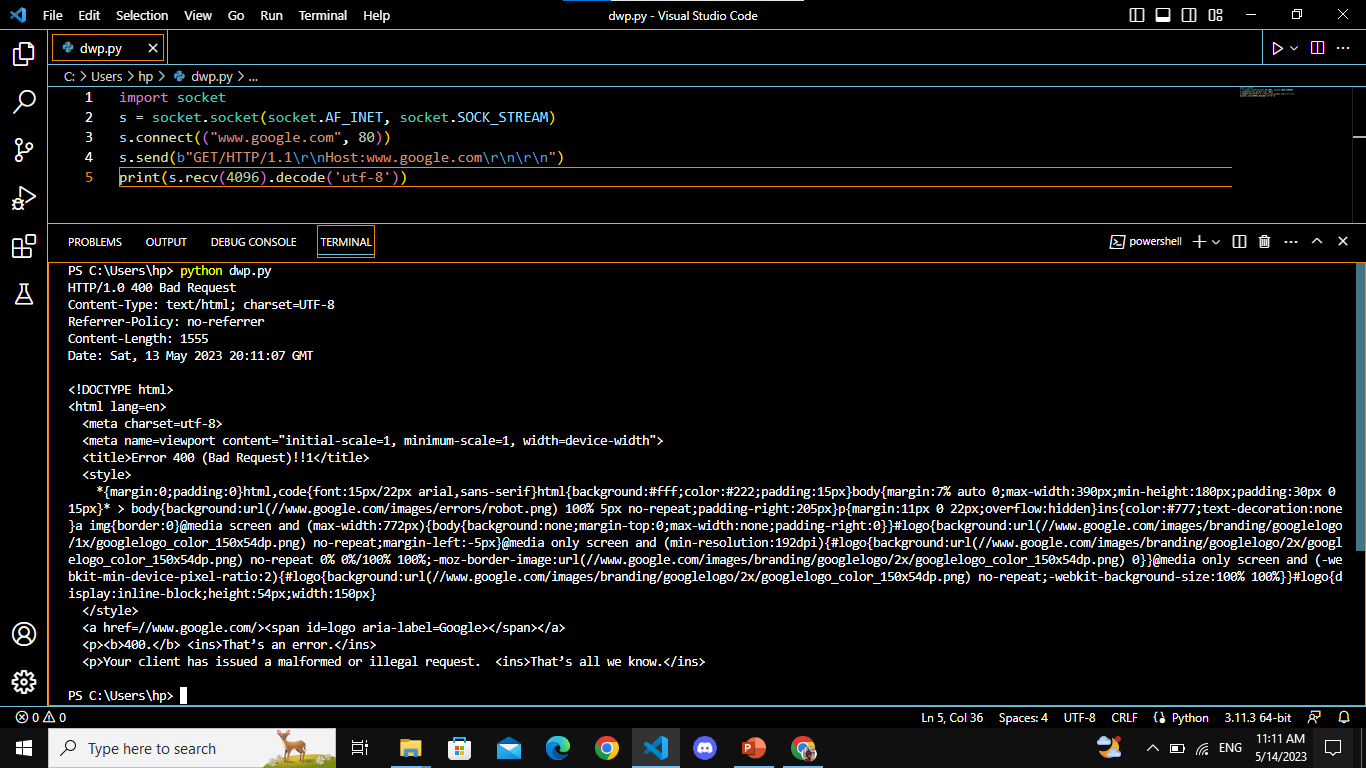 File Edit Selection View Go Run Terminal Help
dwp.py - Visual Studio Code
dwp.py
C: > Users > hp > dwp.py > ...
1 import socket
2 s = socket.socket(socket.AF_INET, socket.SOCK_STREAM)
3 s.connect(("www.google.com", 80))
4 s.send(b"GET/HTTP/1.1\r\nHost:www.google.com\r\n\r\n")
5 print(s.recv(4096).decode('utf-8'))
PROBLEMS OUTPUT DEBUG CONSOLE TERMINAL
powershell
PS C:\Users\hp> python dwp.py
HTTP/1.0 400 Bad Request
Content-Type: text/html; charset=UTF-8
Referrer-Policy: no-referrer
Content-Length: 1555
Date: Sat, 13 May 2023 20:11:07 GMT
<!DOCTYPE html>
<html lang=en>
<meta charset=utf-8>
<meta name=viewport content="initial-scale=1, minimum-scale=1, width=device-width">
<title>Error 400 (Bad Request)!!1</title>
<style>
*{margin:0;padding:0}html,code{font:15px/22px arial,sans-serif}html{background:#fff;color:#222;padding:15px}body{margin:7% auto 0;max-width:390px;min-height:180px;padding:30px 0
15px}* > body{background:url(//www.google.com/images/errors/robot.png) 100% 5px no-repeat;padding-right:205px}p{margin:11px 0 22px;overflow:hidden}ins{color:#777;text-decoration:none
}a img{border:0}@media screen and (max-width:772px){body{background:none;margin-top:0;max-width:none;padding-right:0}}#logo{background:url(//www.google.com/images/branding/googlelogo
/1x/googlelogo_color_150x54dp.png) no-repeat;margin-left:-5px}@media only screen and (min-resolution:192dpi){#logo{background:url(//www.google.com/images/branding/googlelogo/2x/googl
elogo_color_150x54dp.png) no-repeat 0% 0%/100% 100%;-moz-border-image:url(//www.google.com/images/branding/googlelogo/2x/googlelogo_color_150x54dp.png) 0}}@media only screen and (-we
bkit-min-device-pixel-ratio:2){#logo{background:url(//www.google.com/images/branding/googlelogo/2x/googlelogo_color_150x54dp.png) no-repeat;-webkit-background-size:100% 100%}}#logo{d
isplay:inline-block;height:54px;width:150px}
</style>
<a href=//www.google.com/><span id=logo aria-label=Google></span></a>
<p><b>400.</b> <ins>That’s an error.</ins>
<p>Your client has issued a malformed or illegal request.  <ins>That’s all we know.</ins>
PS C:\Users\hp>
0 0 Ln 5, Col 36 Spaces: 4 UTF-8 CRLF Python 3.11.3 64-bit
Type here to search
ENG
11:11 AM
5/14/2023